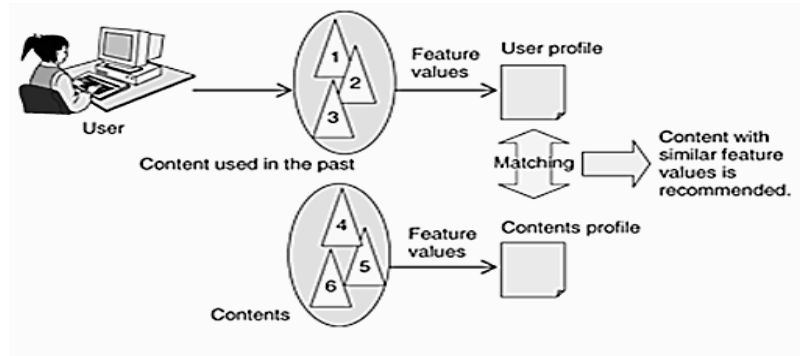 User
1
2
3
Content used in the past
Feature
values
User profile
Matching
Content with
similar feature
values is
recommended.
4
5
6
Contents
Feature
values
Contents profile